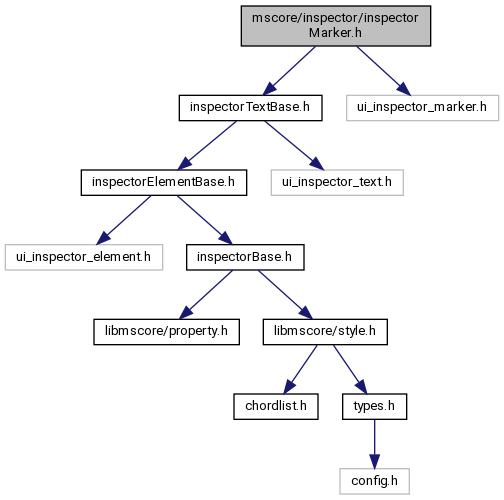 mscore/inspector/inspector
Marker.h
inspectorTextBase.h
ui_inspector_marker.h
inspectorElementBase.h
ui_inspector_text.h
ui_inspector_element.h
inspectorBase.h
libmscore/property.h
libmscore/style.h
chordlist.h
types.h
config.h